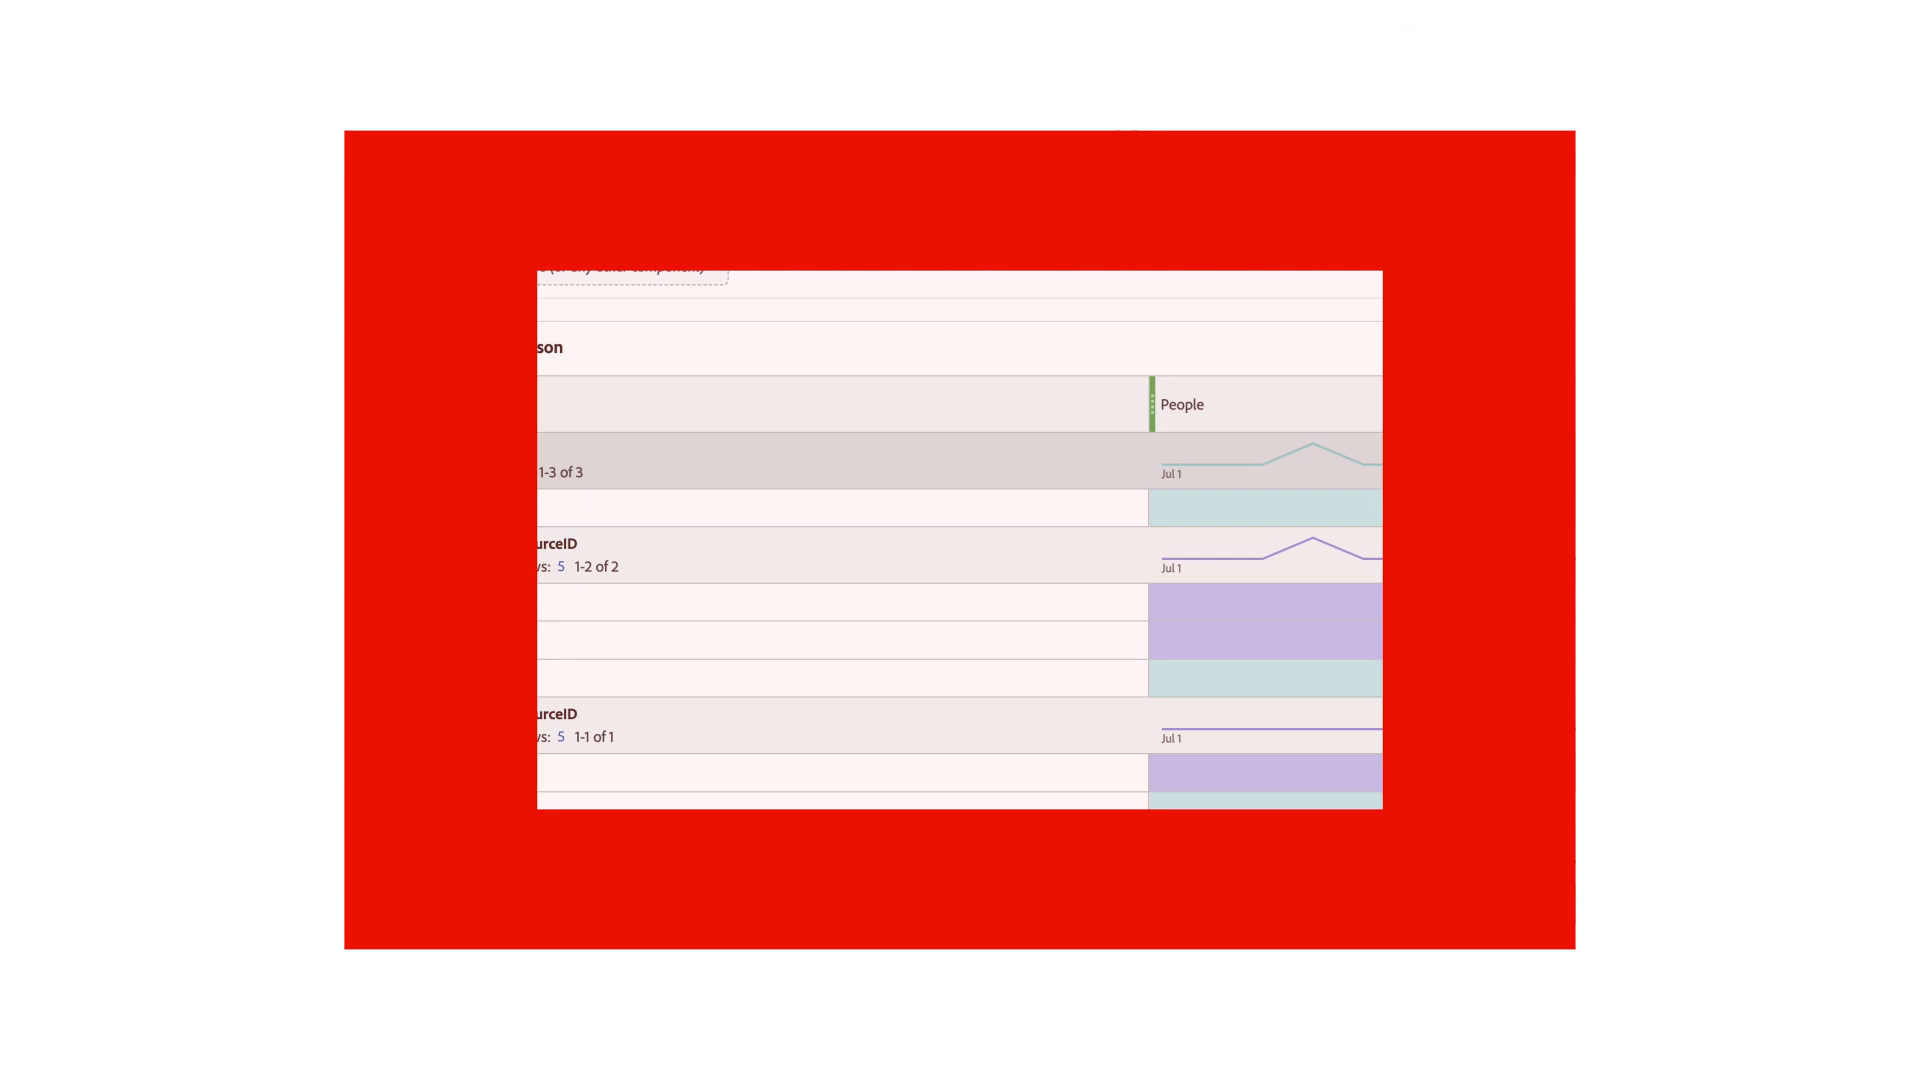 son
People
1-3 of 3
Jul 1
urceID
vs: 5 1-2 of 2
Jul 1
urceID
vs: 5 1-1 of 1
Jul 1